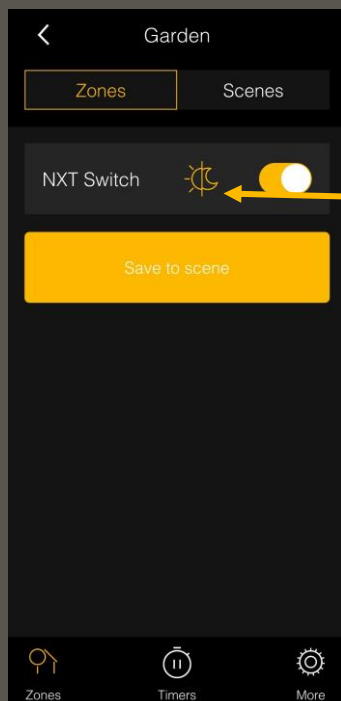 Garden
Zones Scenes
NXT Switch
Save to scene
Zones Timers More